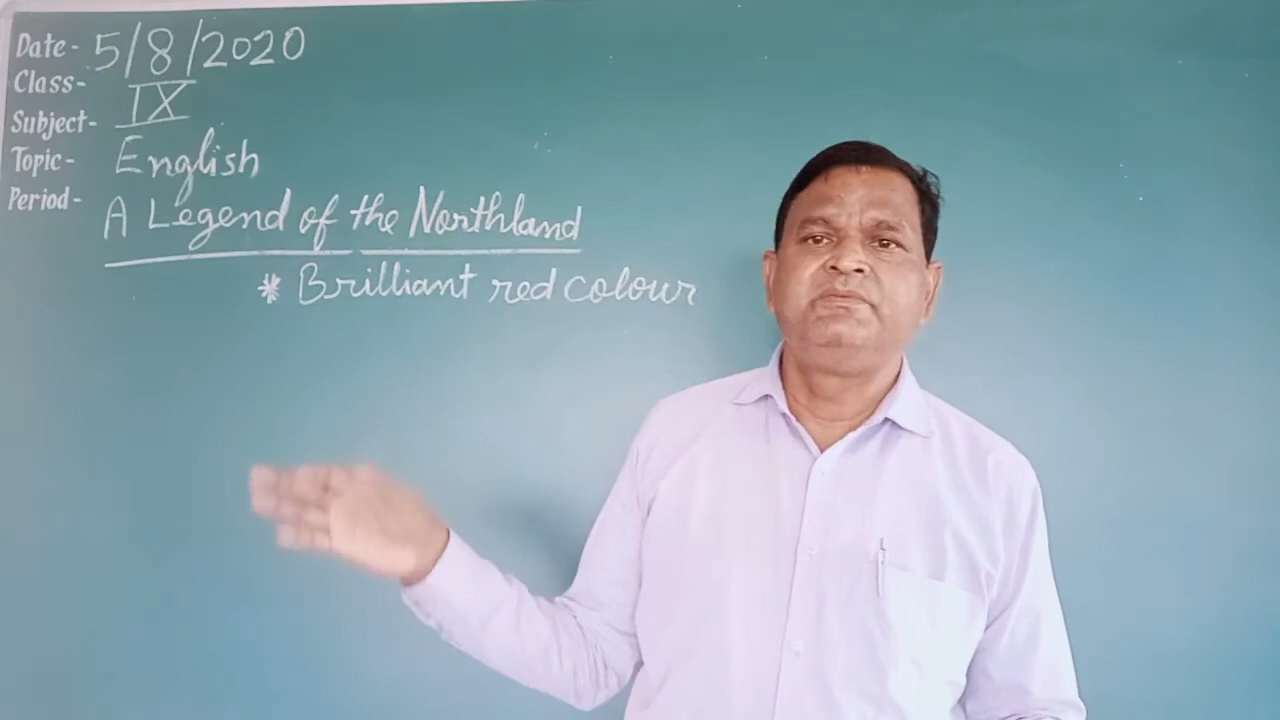 Date- 5/8/2020
Class- IX
Subject- English
Topic- A Legend of the Northland
Period-
* Brilliant red colour